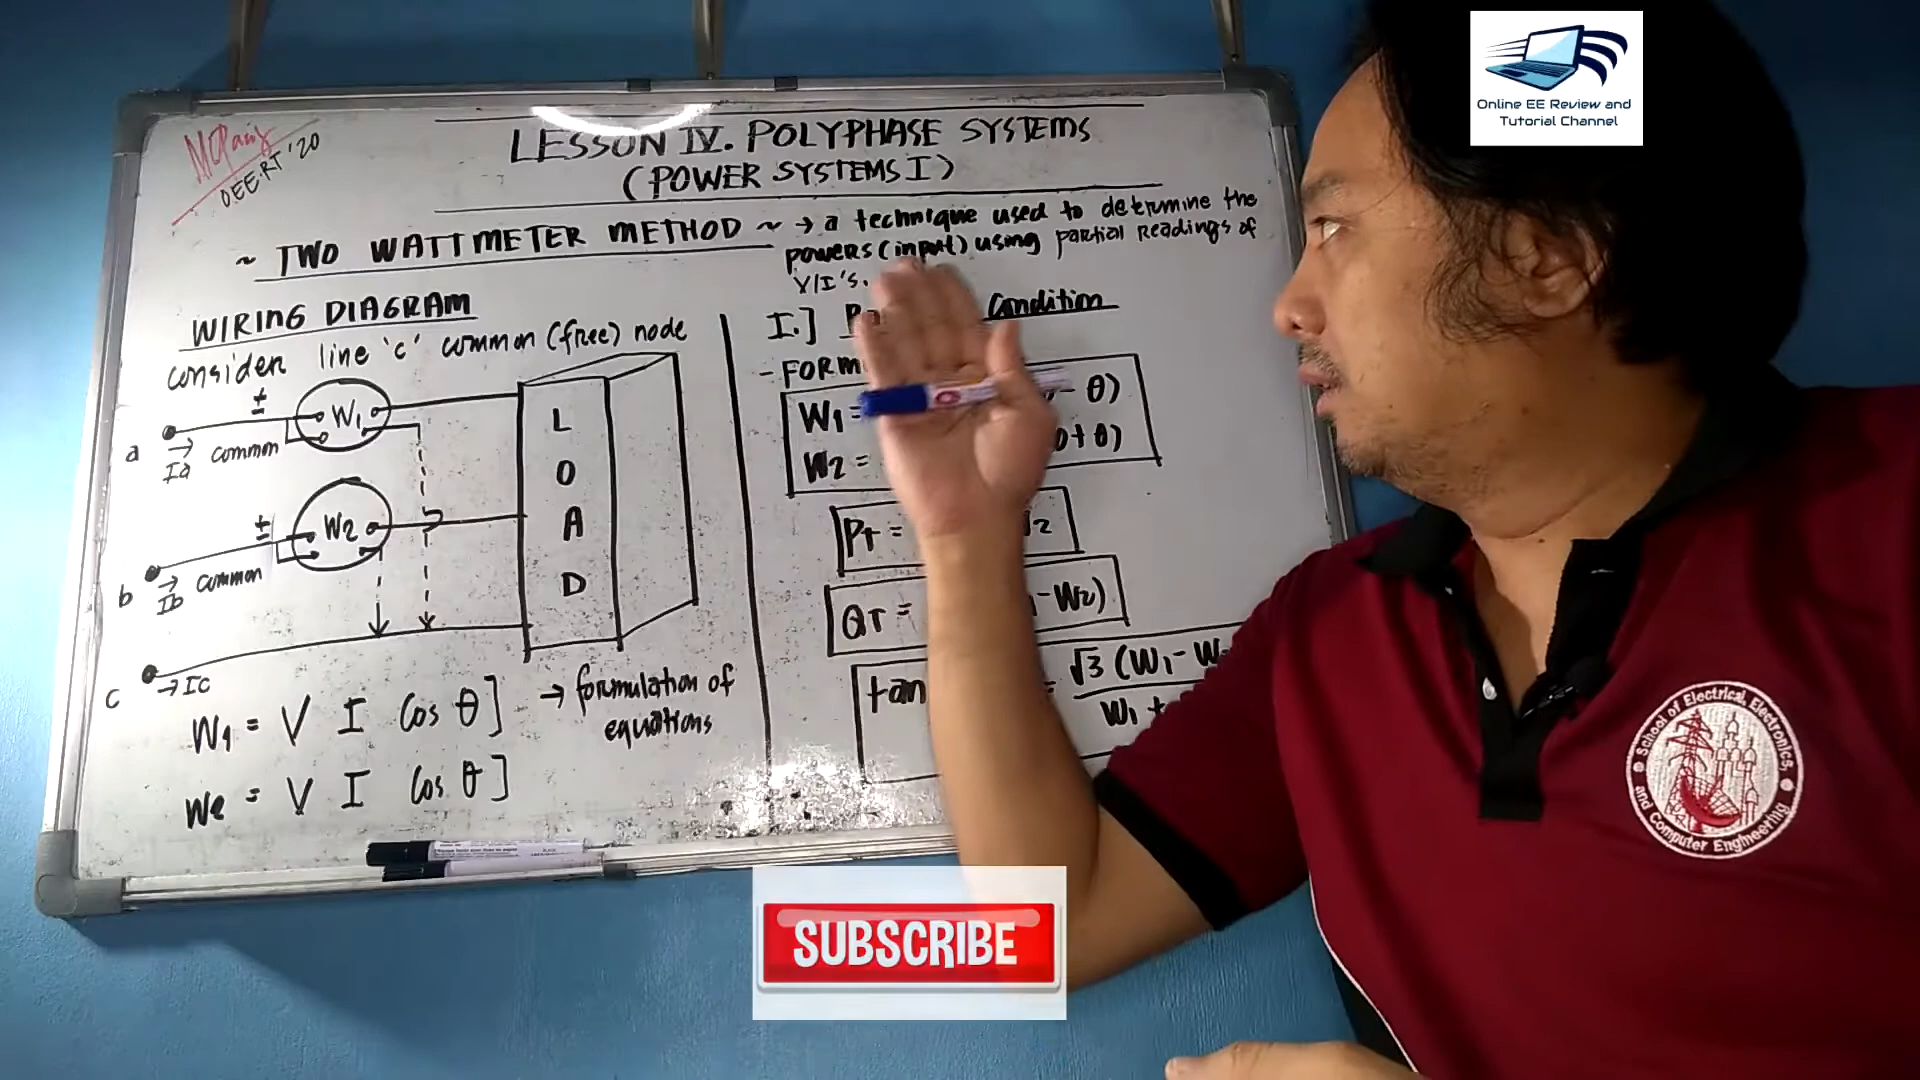 OEE.RT '20
LESSON IV. POLYPHASE SYSTEMS
(POWER SYSTEMS I)
~ TWO WATTMETER METHOD ~ → a technique used to determine the
powers (input) using partial readings of
V/I's.
WIRING DIAGRAM
consider line 'c' common (free) node
± W1
a → Ia common
± W2
b → Ib common
c → Ic
L
O
A
D
W1 = V I Cos θ] → formulation of
equations
We = V I Cos θ]
I.] Condition
- FORM
W1 = - θ)
W2 = + θ)
PT = W2
QT = - W2)
tan = √3 (W1 - W
W1 +
Online EE Review and
Tutorial Channel
School of Electrical, Electronics,
and Computer Engineering
SUBSCRIBE